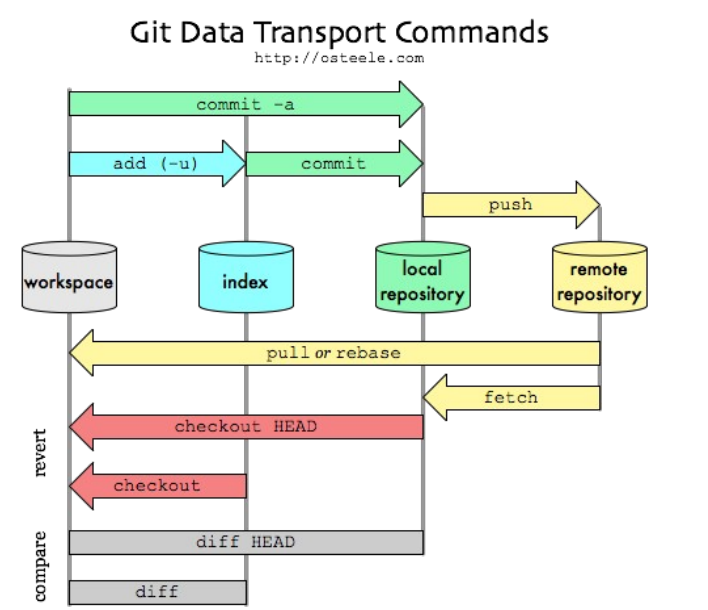 Git Data Transport Commands
http://osteele.com
commit -a
add (-u)
commit
push
workspace
index
local
repository
remote
repository
pull or rebase
fetch
revert
checkout HEAD
checkout
compare
diff HEAD
diff